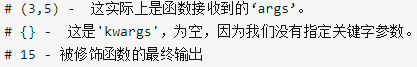 # (3,5) -  这实际上是函数接收到的‘args’。
# {} -  这是'kwargs'，为空，因为我们没有指定关键字参数。
# 15 - 被修饰函数的最终输出